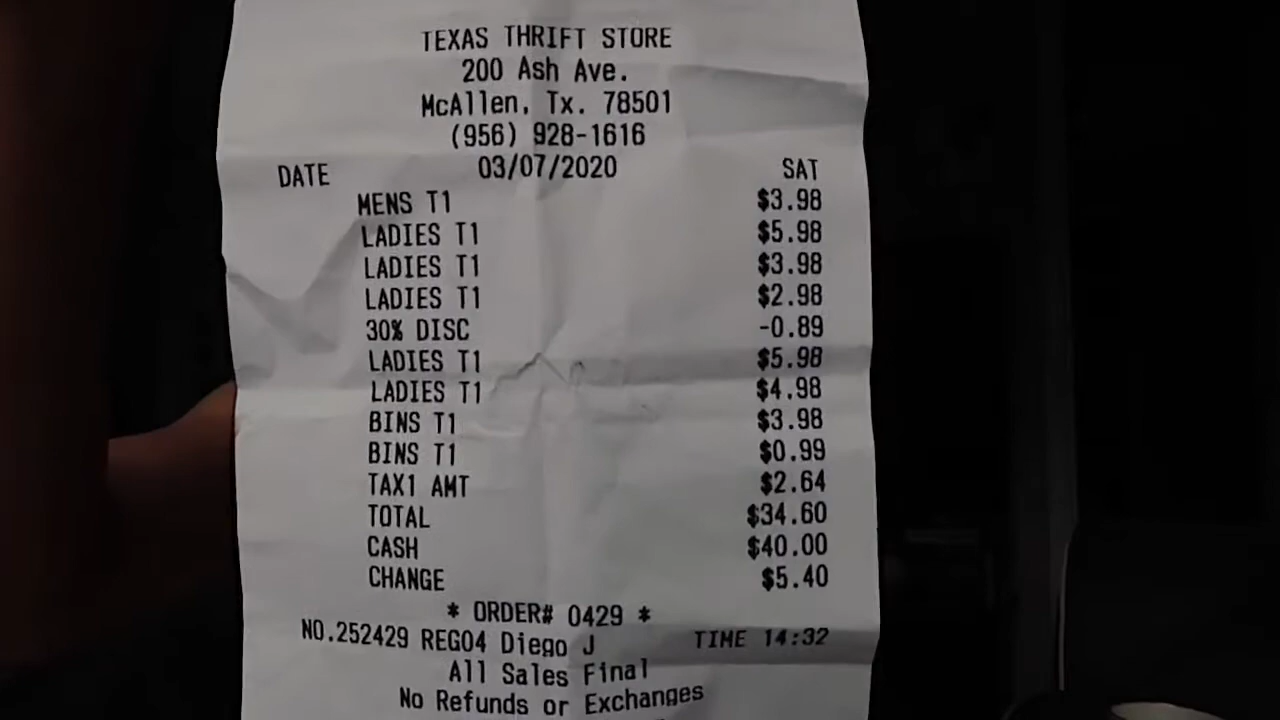 TEXAS THRIFT STORE
200 Ash Ave.
McAllen, Tx. 78501
(956) 928-1616
DATE 03/07/2020 SAT
MENS T1 $3.98
LADIES T1 $5.98
LADIES T1 $3.98
LADIES T1 $2.98
30% DISC -0.89
LADIES T1 $5.98
LADIES T1 $4.98
BINS T1 $3.98
BINS T1 $0.99
TAX1 AMT $2.64
TOTAL $34.60
CASH $40.00
CHANGE $5.40
* ORDER# 0429 *
NO.252429 REG04 Diego J TIME 14:32
All Sales Final
No Refunds or Exchanges